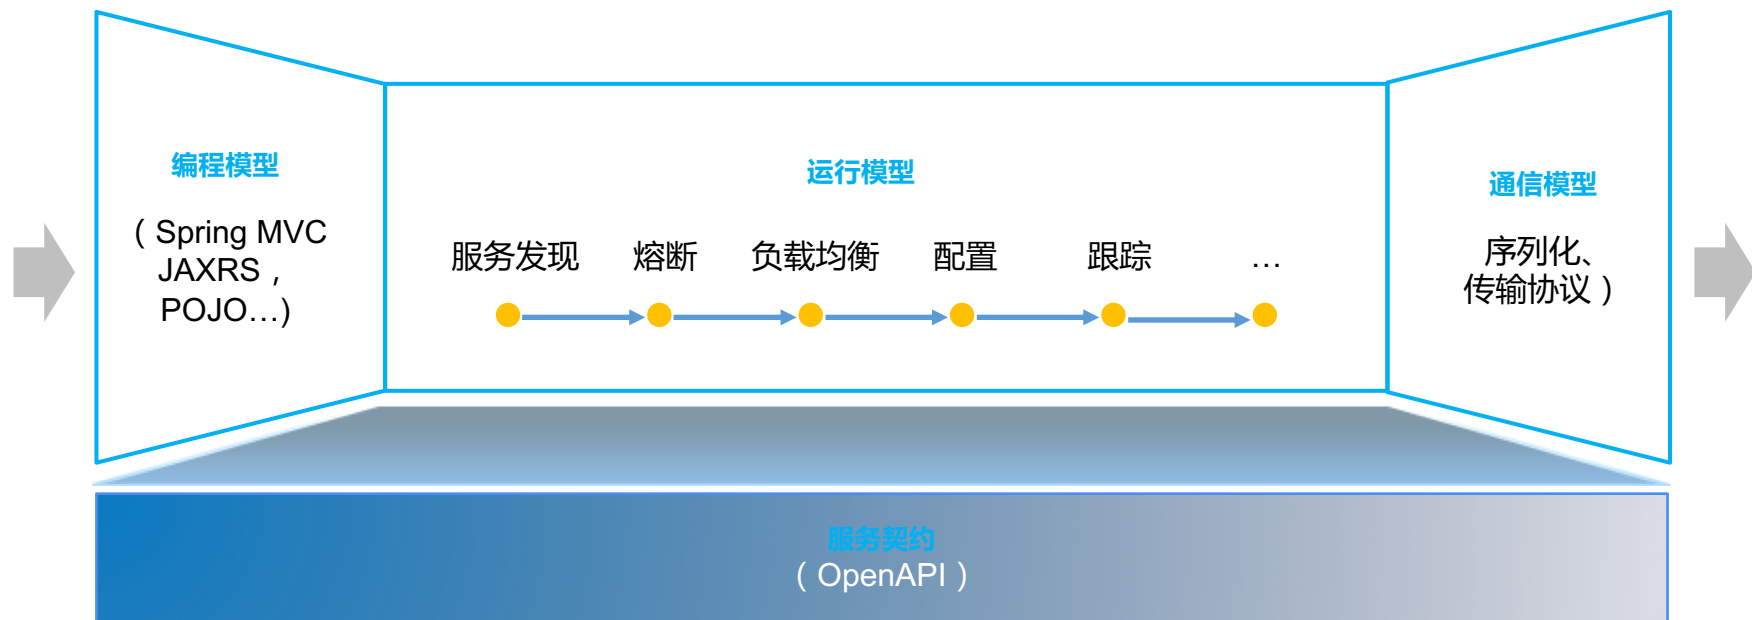 编程模型
（Spring MVC
JAXRS，
POJO…)
运行模型
服务发现 熔断 负载均衡 配置 跟踪 …
通信模型
序列化、
传输协议）
服务契约
（OpenAPI）